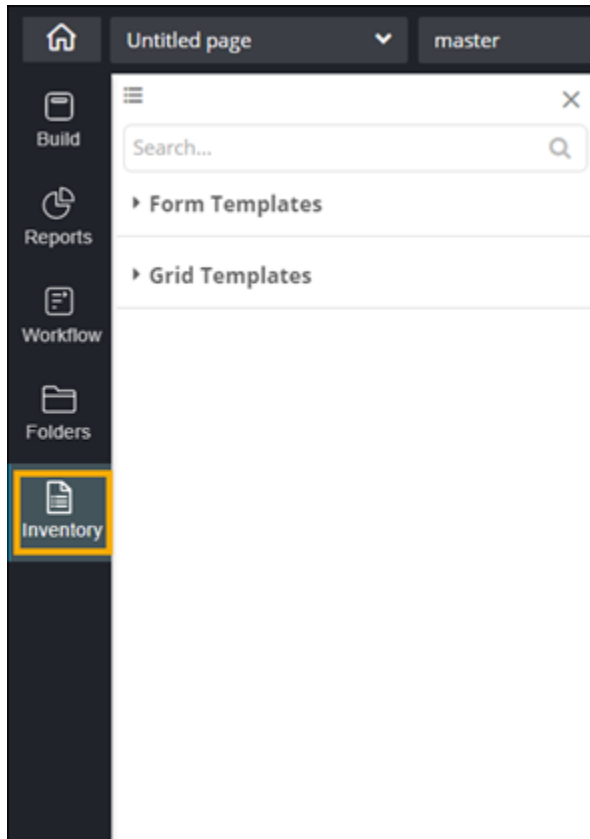 Untitled page
master
Build
Reports
Workflow
Folders
Inventory
Search...
Form Templates
Grid Templates